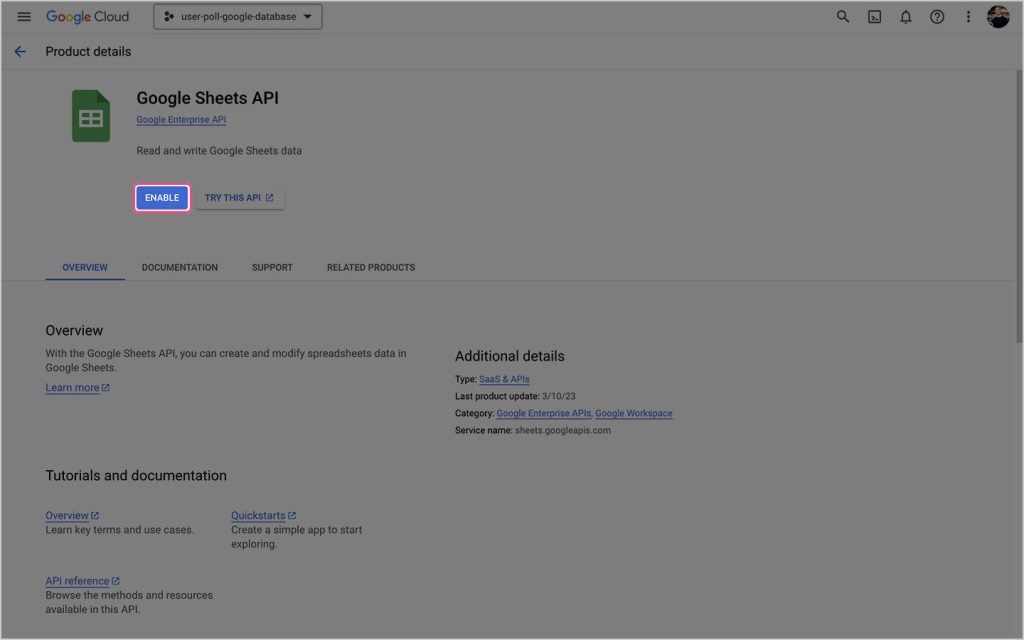 Google Cloud
user-poll-google-database
Product details
Google Sheets API
Google Enterprise API
Read and write Google Sheets data
ENABLE
TRY THIS API
OVERVIEW DOCUMENTATION SUPPORT RELATED PRODUCTS
Overview
With the Google Sheets API, you can create and modify spreadsheets data in
Google Sheets.
Learn more
Additional details
Type: SaaS & APIs
Last product update: 3/10/23
Category: Google Enterprise APIs, Google Workspace
Service name: sheets.googleapis.com
Tutorials and documentation
Overview
Learn key terms and use cases.
Quickstarts
Create a simple app to start
exploring.
API reference
Browse the methods and resources
available in this API.